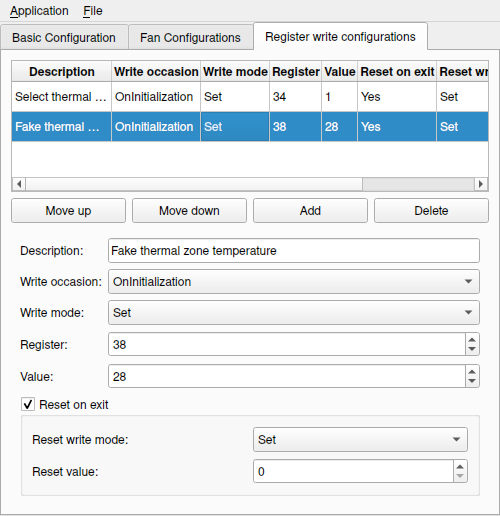 Application File
Basic Configuration Fan Configurations Register write configurations
Description Write occasion Write mode Register Value Reset on exit Reset wr
Select thermal ... OnInitialization Set 34 1 Yes Set
Fake thermal ... OnInitialization Set 38 28 Yes Set
Move up Move down Add Delete
Description: Fake thermal zone temperature
Write occasion: OnInitialization
Write mode: Set
Register: 38
Value: 28
Reset on exit
Reset write mode: Set
Reset value: 0